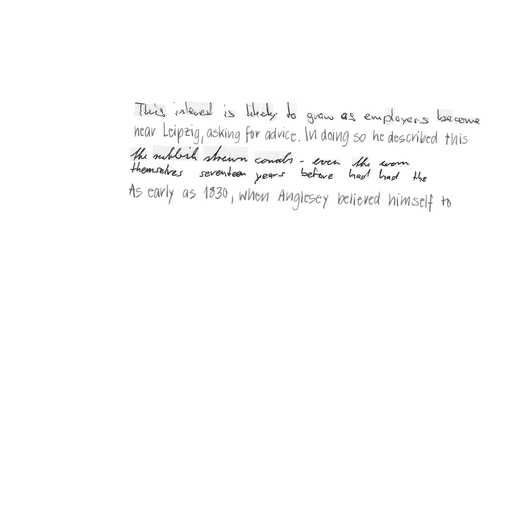 This interest is likely to grow as employers become
near Leipzig, asking for advice. In doing so he described this
the rubbish strewn canals - even the worn
themselves seventeen years before had had the
As early as 1830, when Anglesey believed himself to